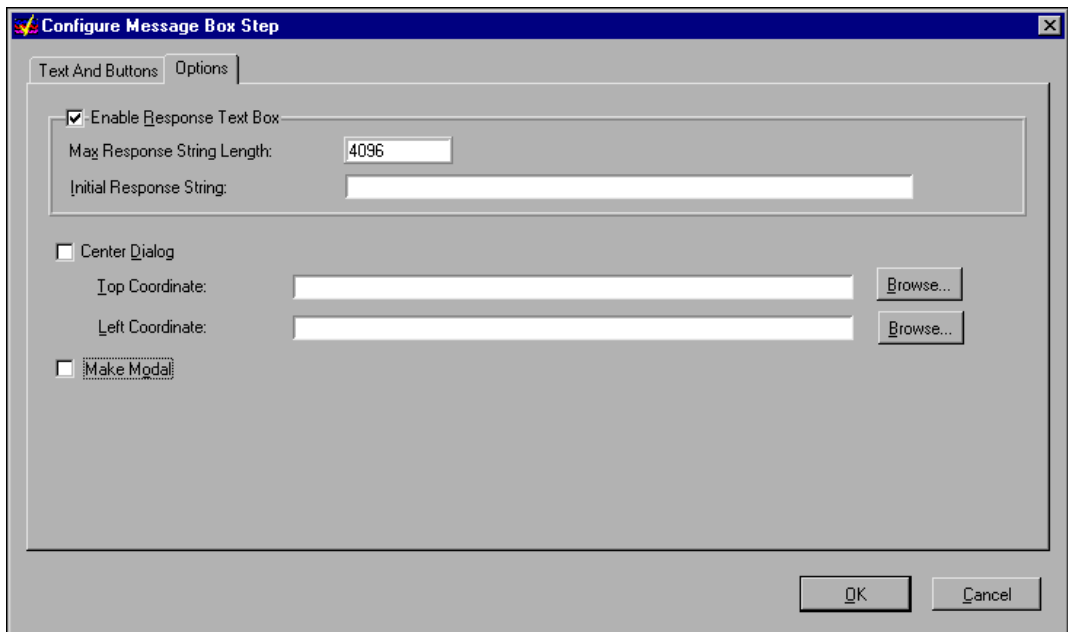 Configure Message Box Step
Text And Buttons Options
Enable Response Text Box
Max Response String Length: 4096
Initial Response String:
Center Dialog
Top Coordinate: Browse...
Left Coordinate: Browse...
Make Modal
OK Cancel